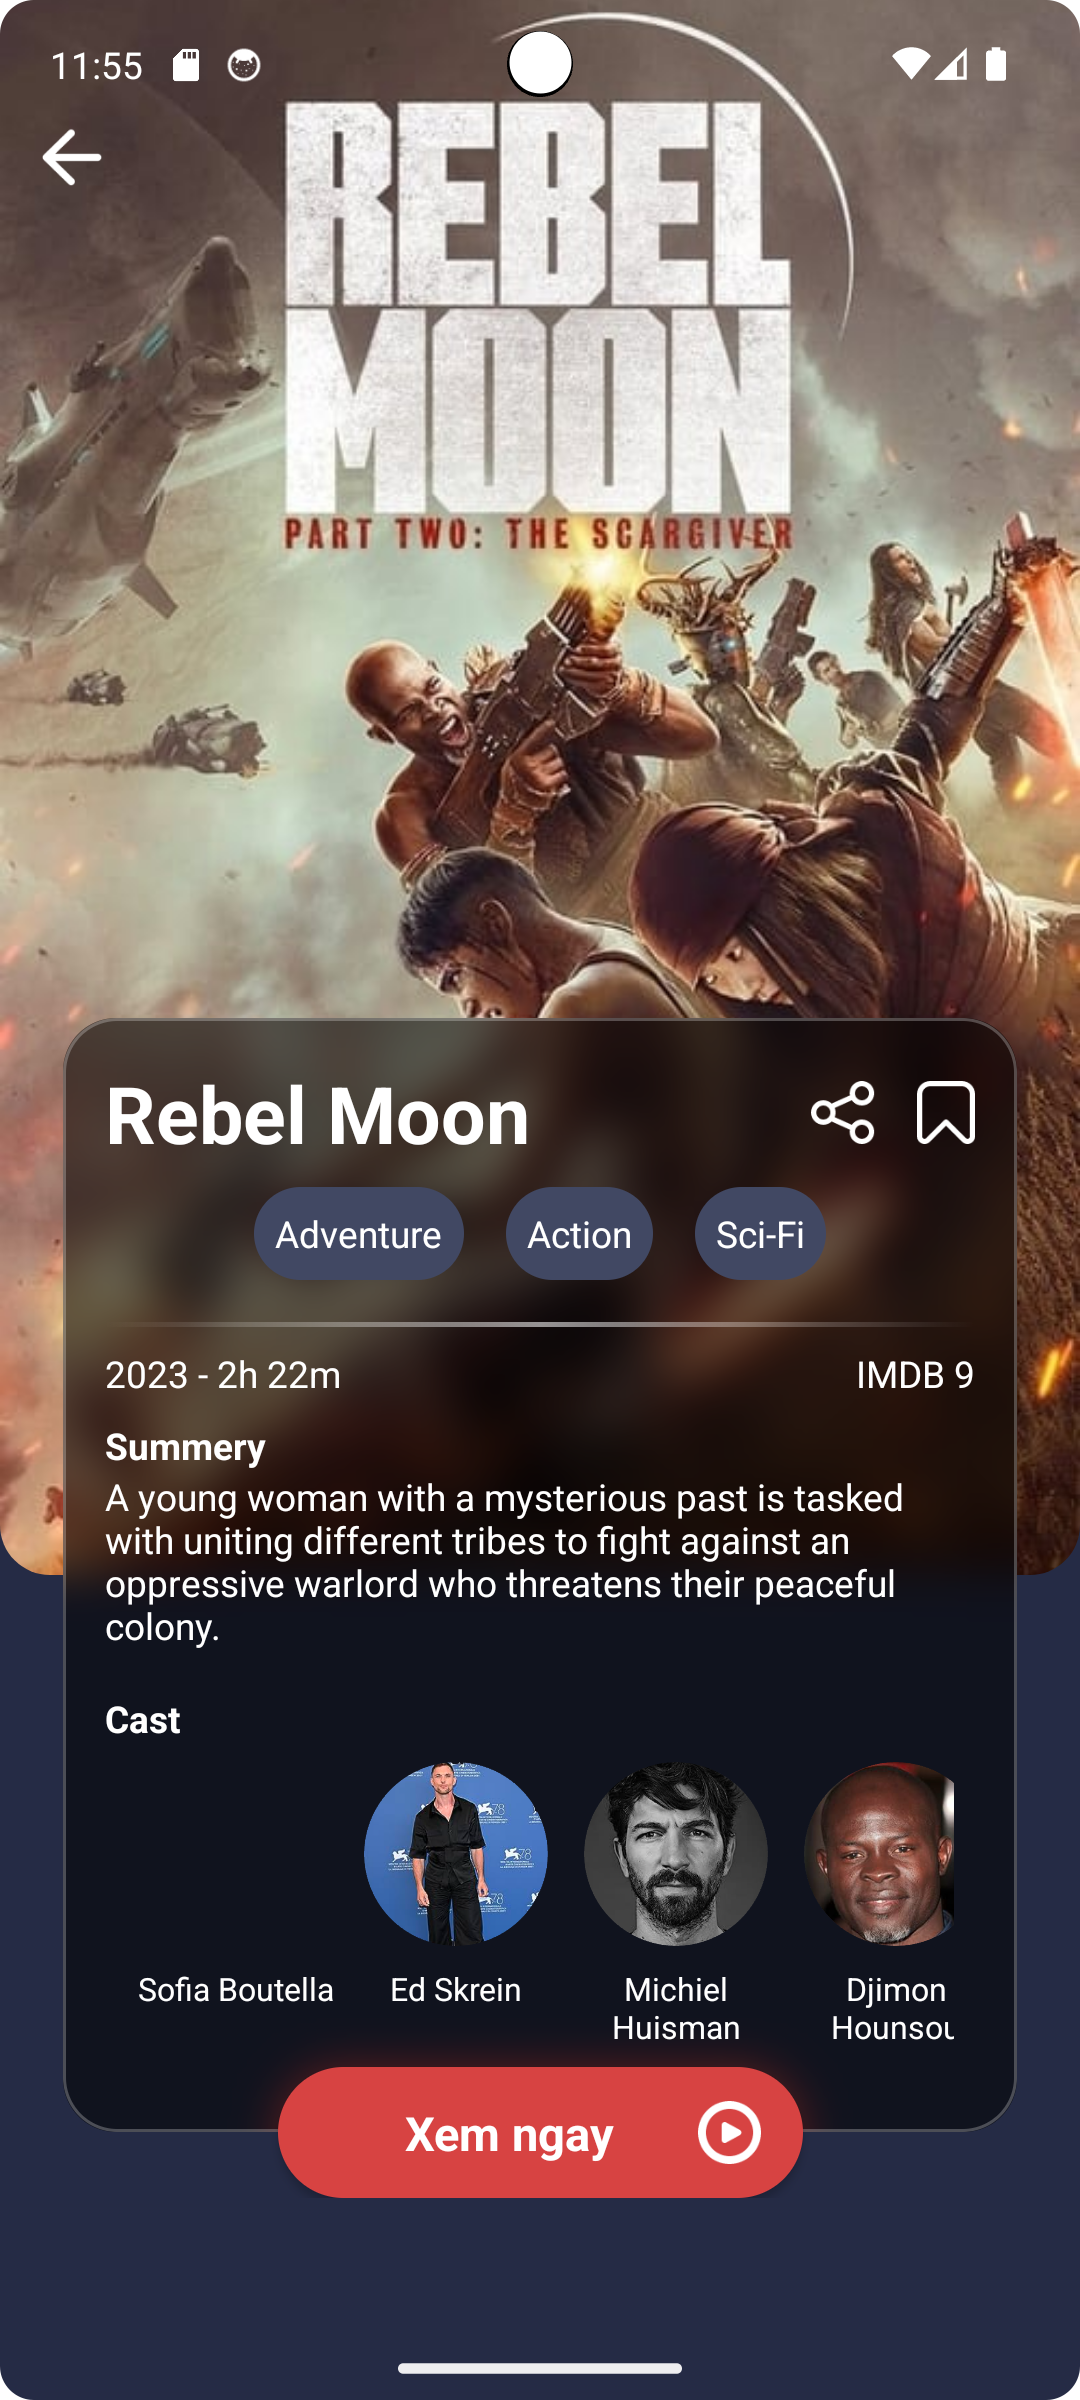 11:55
REBEL
MOON
PART TWO: THE SCARGIVER
Rebel Moon
Adventure
Action
Sci-Fi
2023 - 2h 22m
IMDB 9
Summery
A young woman with a mysterious past is tasked
with uniting different tribes to fight against an
oppressive warlord who threatens their peaceful
colony.
Cast
Sofia Boutella
Ed Skrein
Michiel
Huisman
Djimon
Hounsou
Xem ngay